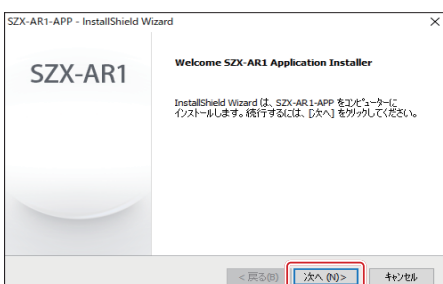 SZX-AR1-APP - InstallShield Wizard
SZX-AR1
Welcome SZX-AR1 Application Installer
InstallShield Wizard は、SZX-AR1-APP をコンピューターに
インストールします。続行するには、[次へ] をクリックしてください。
< 戻る(B)
次へ (N)>
キャンセル